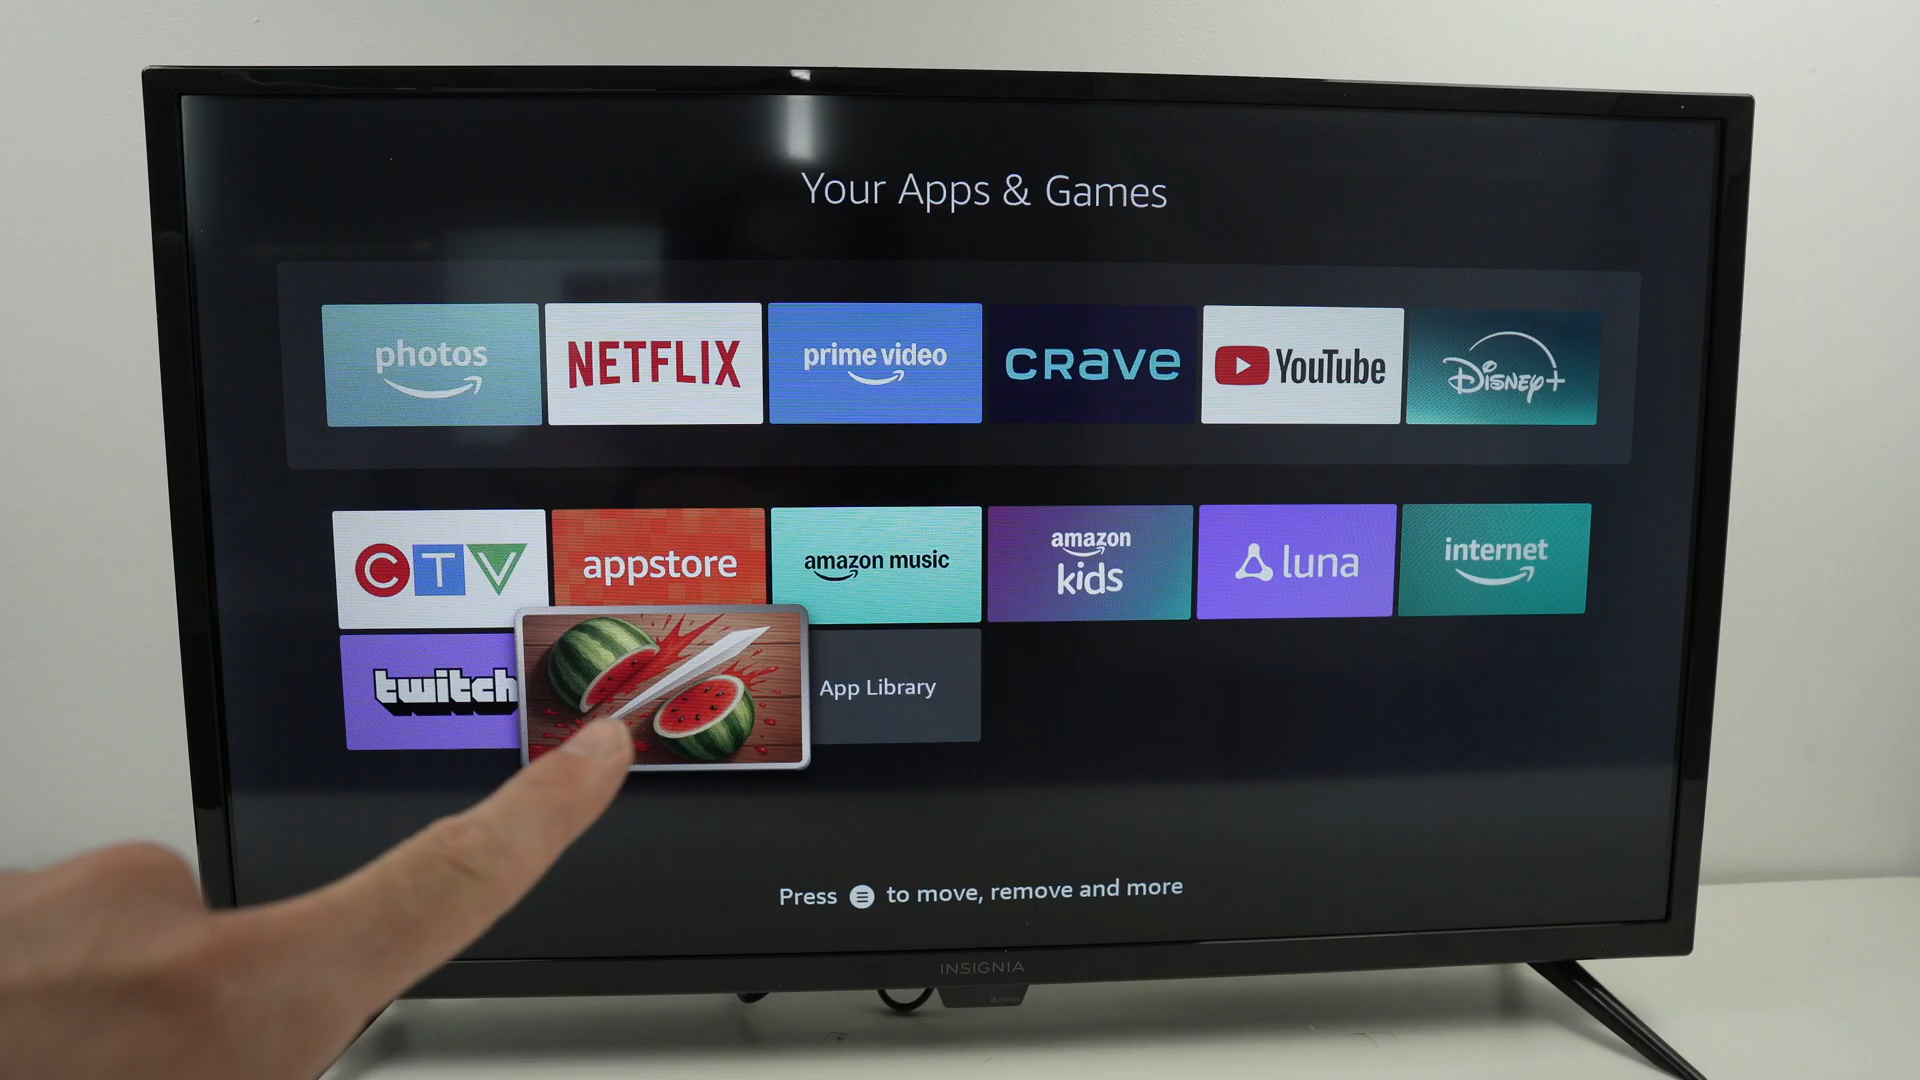 Your Apps & Games
photos
NETFLIX
prime video
CRAVE
YouTube
Disney+
CTV
appstore
amazon music
amazon
kids
luna
internet
twitch
App Library
Press to move, remove and more
INSIGNIA